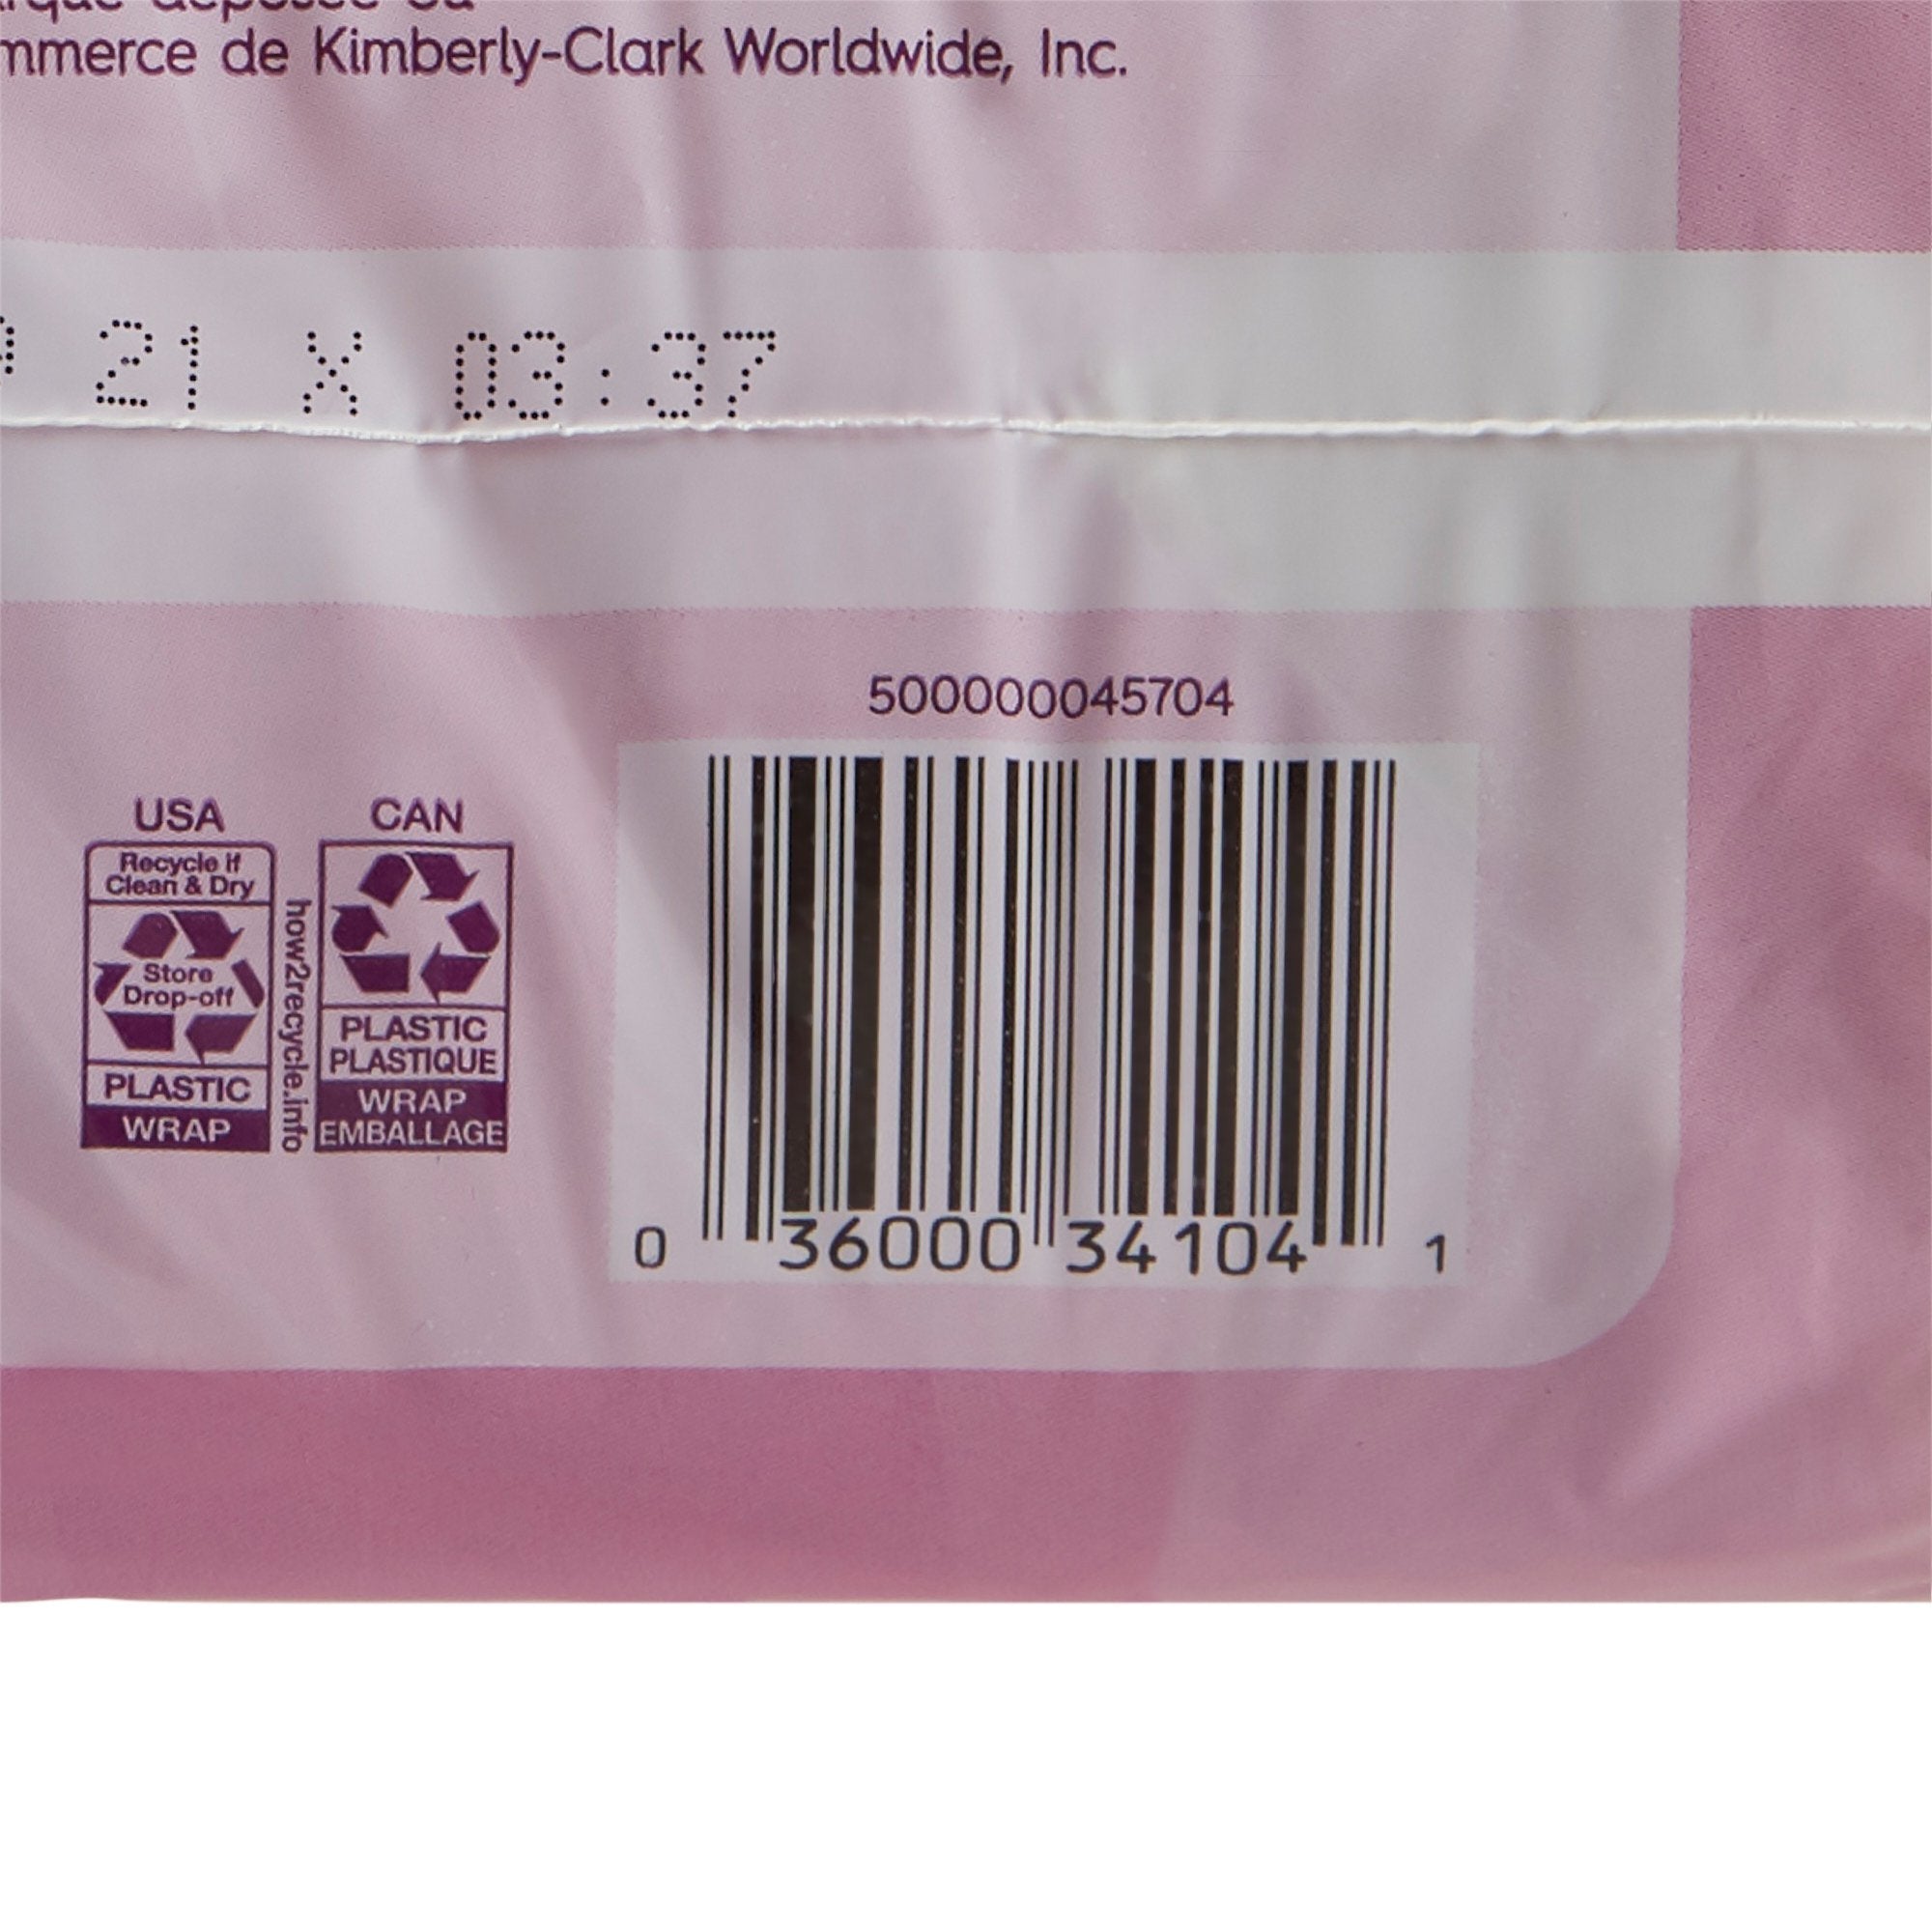 mmerce de Kimberly-Clark Worldwide, Inc.
21 X 03:37
500000045704
USA
Recycle if
Clean & Dry
Store
Drop-off
PLASTIC
WRAP
how2recycle.info
CAN
PLASTIC
PLASTIQUE
WRAP
EMBALLAGE
0 36000 34104 1